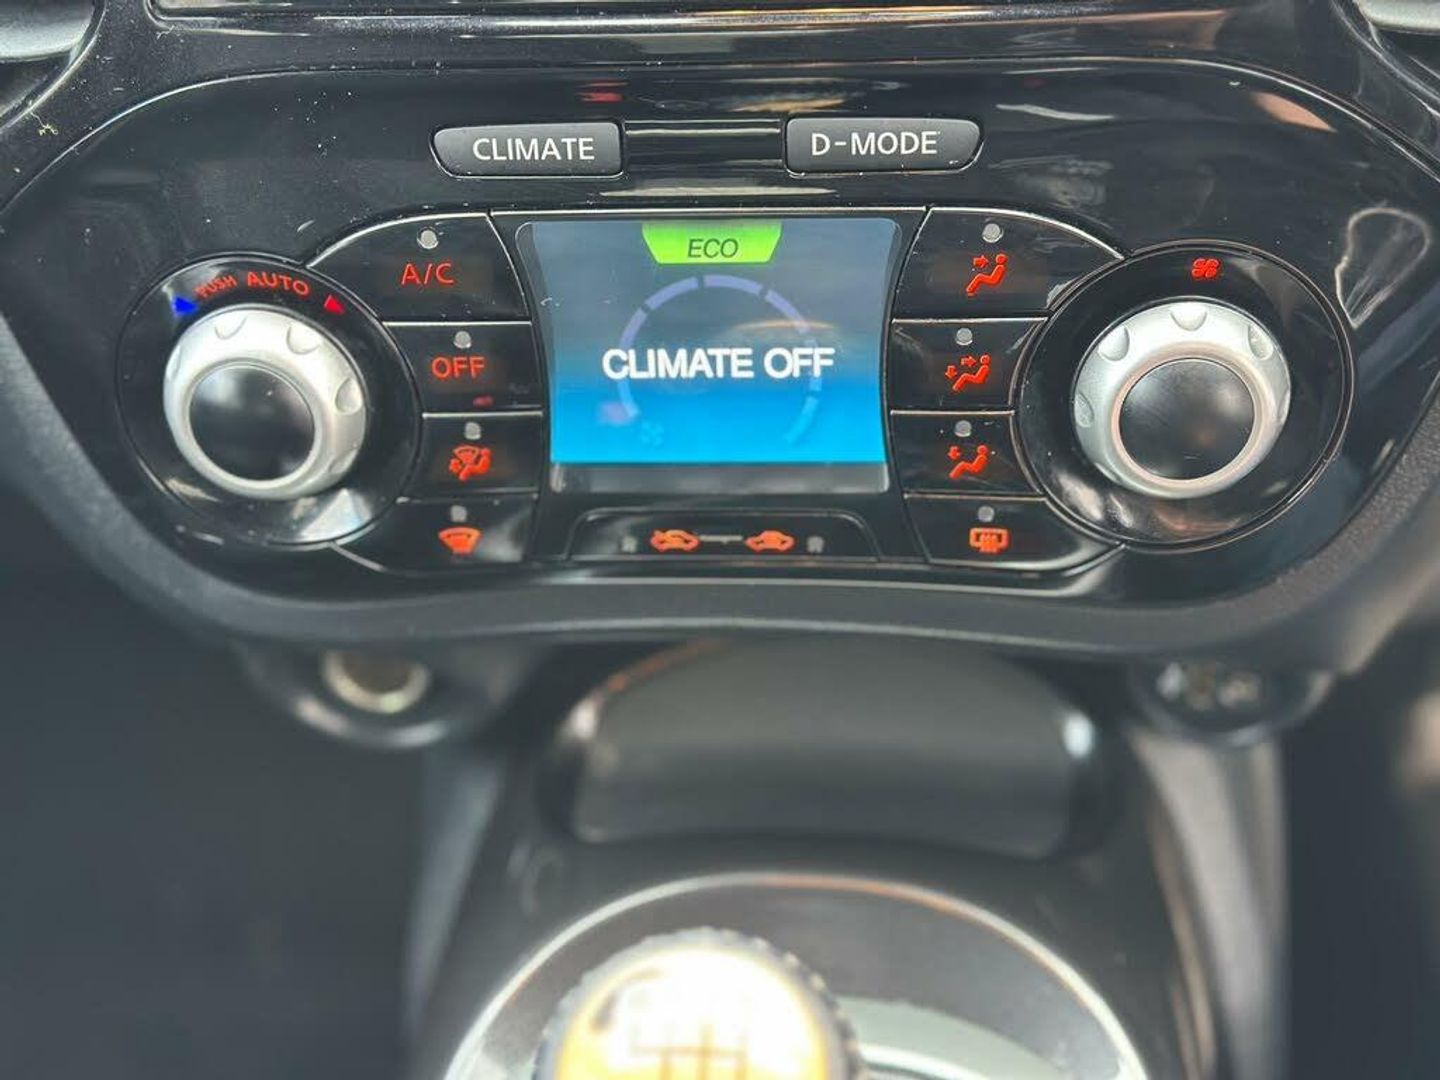 CLIMATE
D-MODE
PUSH AUTO
A/C
OFF
ECO
CLIMATE OFF